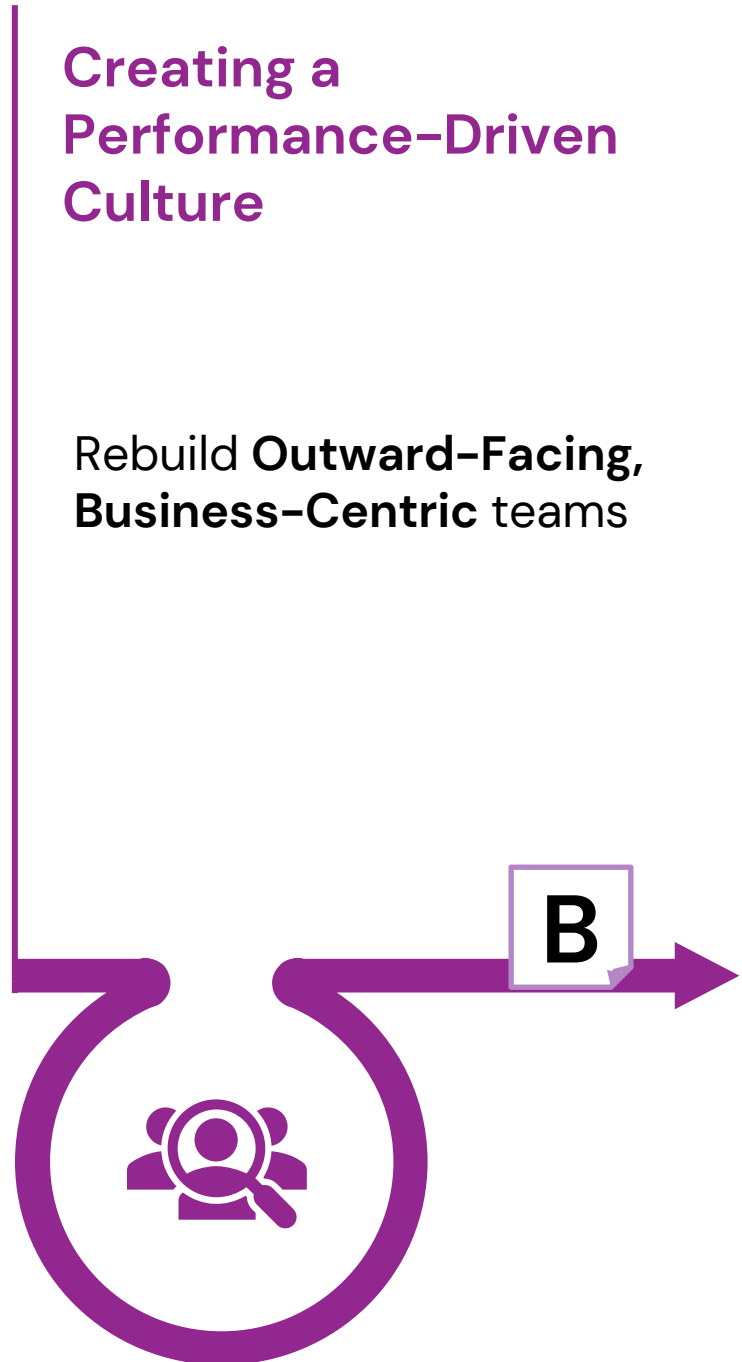 Creating a
Performance-Driven
Culture
Rebuild Outward-Facing,
Business-Centric teams
B